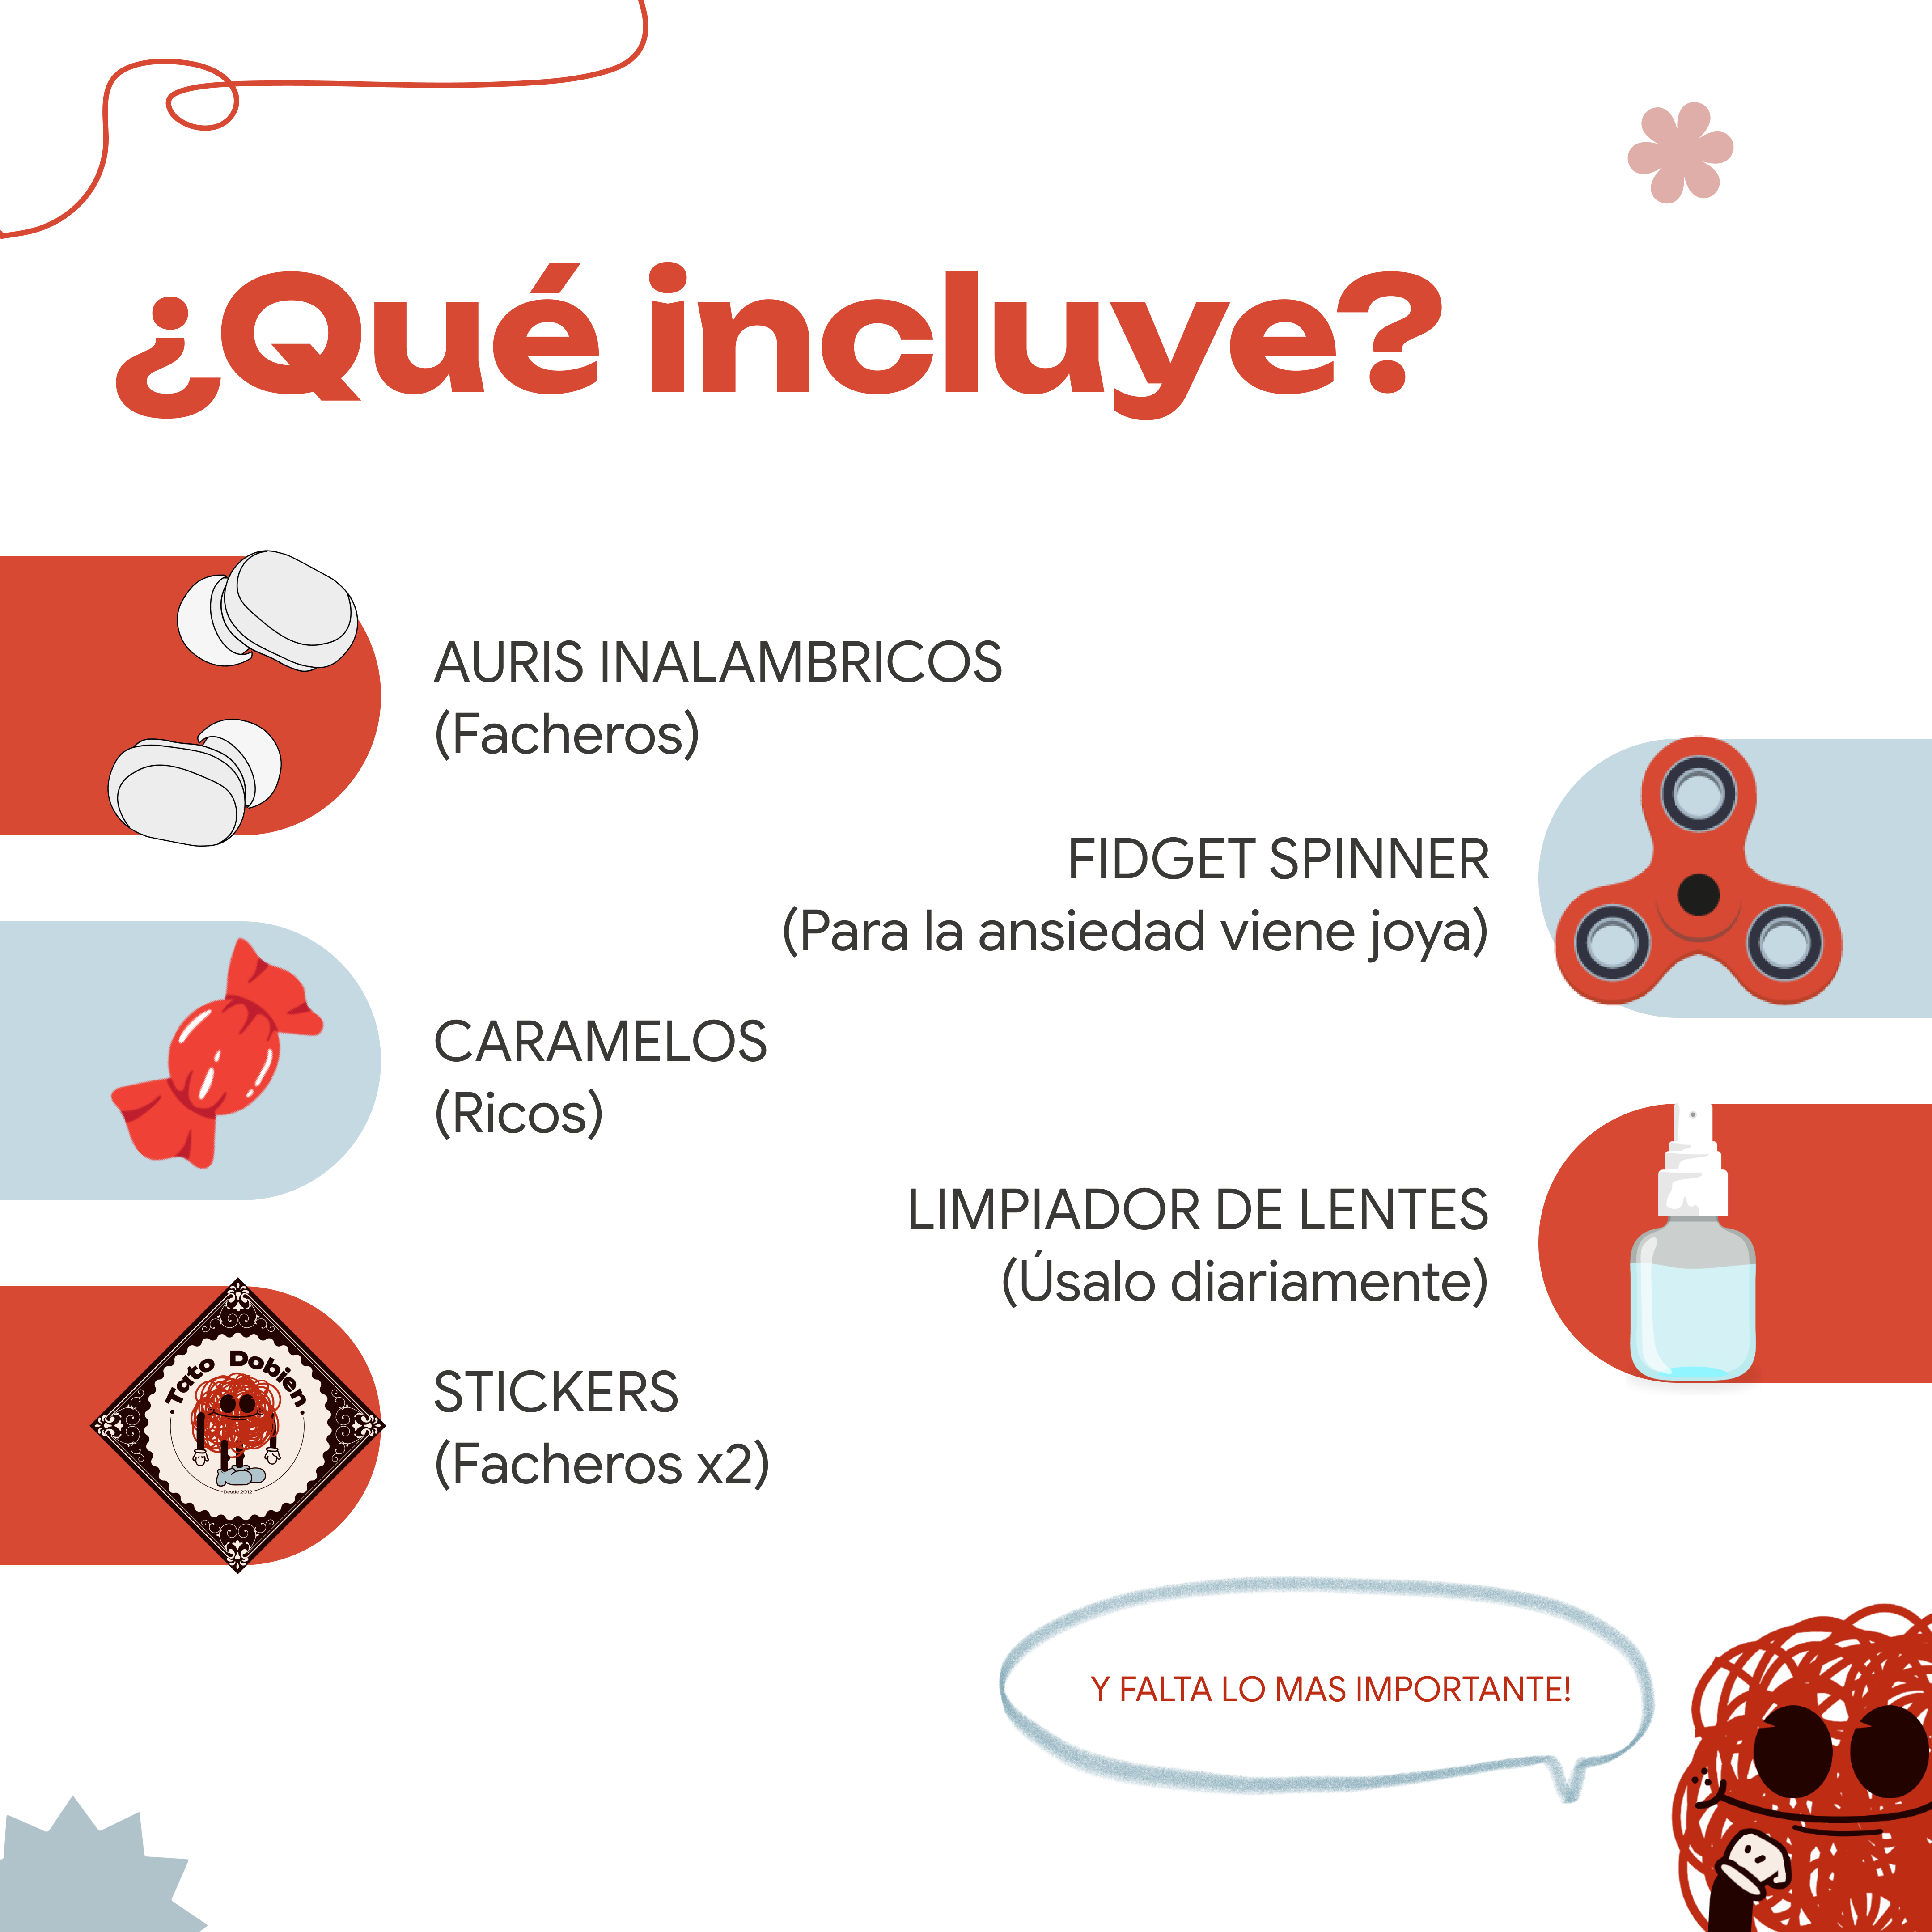 ¿Qué incluye?
AURIS INALAMBRICOS
(Facheros)
FIDGET SPINNER
(Para la ansiedad viene joya)
CARAMELOS
(Ricos)
LIMPIADOR DE LENTES
(Úsalo diariamente)
STICKERS
(Facheros x2)
Tato Dobien
Desde 2012
Y FALTA LO MAS IMPORTANTE!